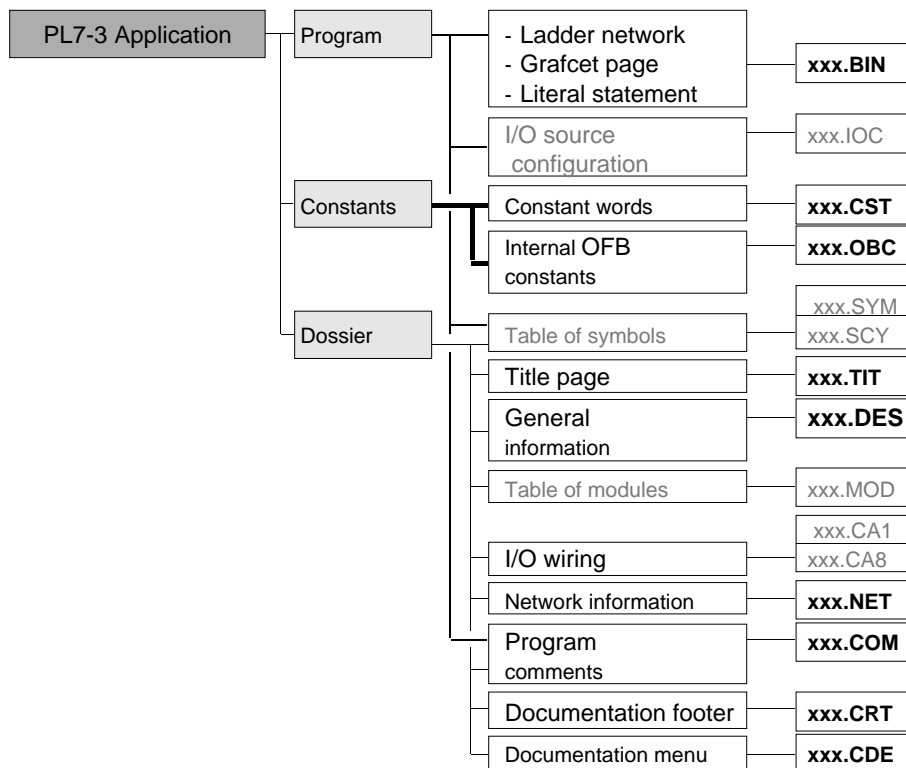 PL7-3 Application
Program
- Ladder network
- Grafcet page
- Literal statement
xxx.BIN
I/O source
configuration
xxx.IOC
Constants
Constant words
xxx.CST
Internal OFB
constants
xxx.OBC
Dossier
xxx.SYM
Table of symbols
xxx.SCY
Title page
xxx.TIT
General
information
xxx.DES
Table of modules
xxx.MOD
xxx.CA1
I/O wiring
xxx.CA8
Network information
xxx.NET
Program
comments
xxx.COM
Documentation footer
xxx.CRT
Documentation menu
xxx.CDE